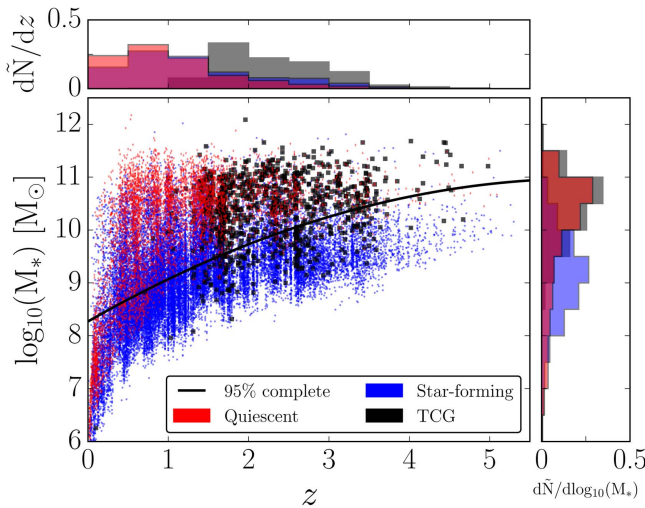 0.5
0
dÑ/dz
12
11
10
9
8
7
6
log₁₀(M∗) [M⊙]
95% complete
Star-forming
Quiescent
TCG
0 1 2 3 4 5
z
0.0 0.5
dÑ/dlog₁₀(M∗)